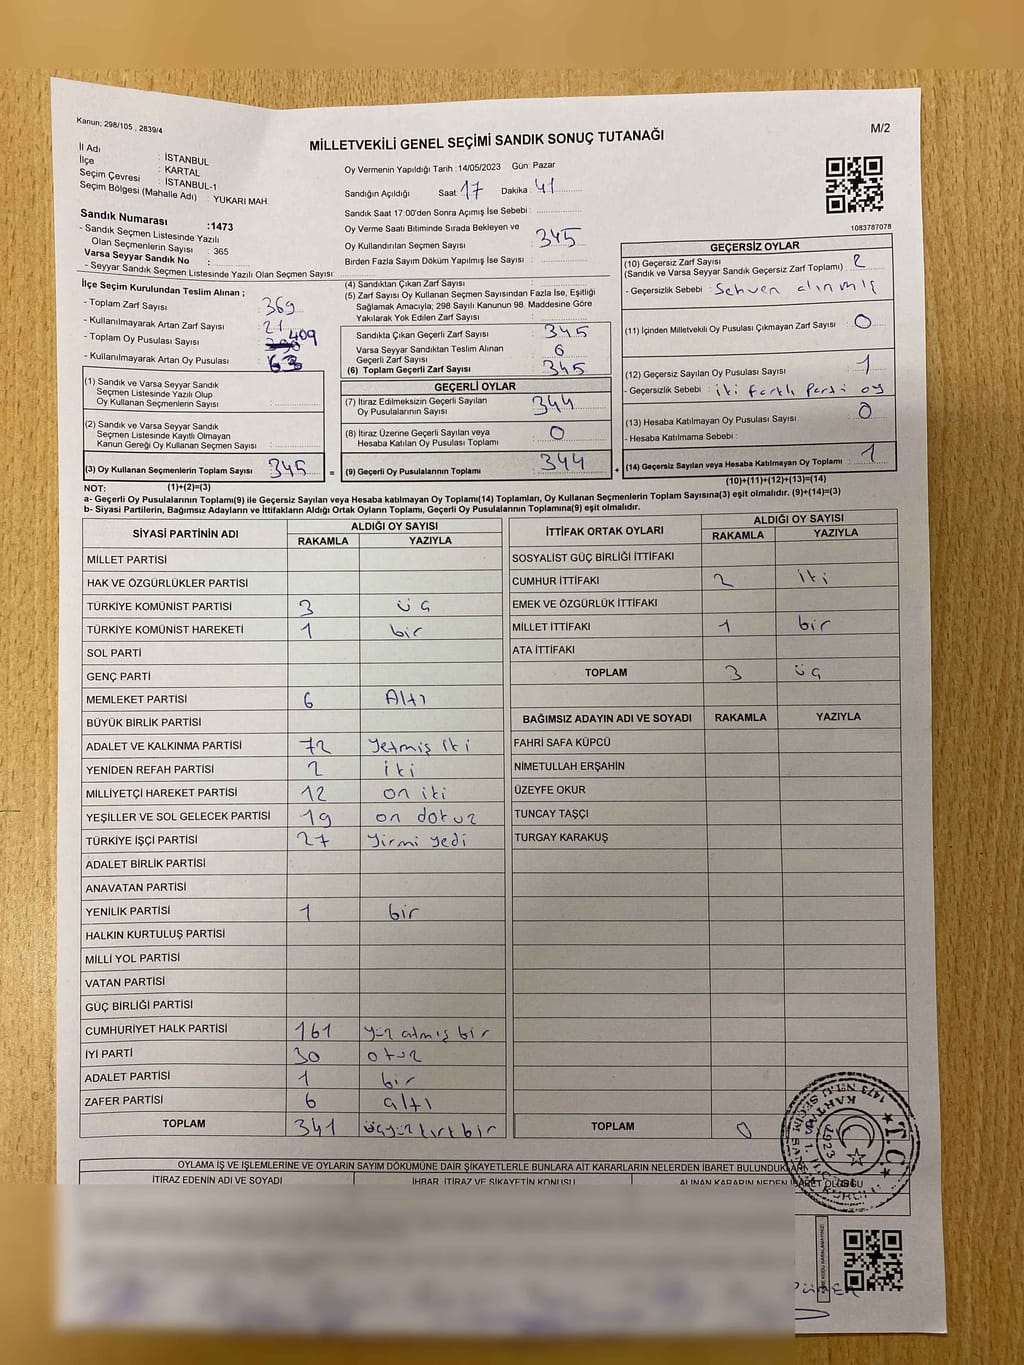 Kanun; 298/105 , 2839/4
MİLLETVEKİLİ GENEL SEÇİMİ SANDIK SONUÇ TUTANAĞI
M/2
İl Adı : İSTANBUL
İlçe : KARTAL
Seçim Çevresi : İSTANBUL-1
Seçim Bölgesi (Mahalle Adı) : YUKARI MAH
Sandık Numarası :1473
- Sandık Seçmen Listesinde Yazılı
Olan Seçmenlerin Sayısı : 365
Varsa Seyyar Sandık No :
- Seyyar Sandık Seçmen Listesinde Yazılı Olan Seçmen Sayısı:
Oy Vermenin Yapıldığı Tarih :14/05/2023 Gün: Pazar
Sandığın Açıldığı Saat: 17 Dakika: 41
Sandık Saat 17:00'den Sonra Açımış İse Sebebi :
Oy Verme Saati Bitiminde Sırada Bekleyen ve
Oy Kullandırılan Seçmen Sayısı : 345
Birden Fazla Sayım Döküm Yapılmış İse Sayısı :
1083787078
İlçe Seçim Kurulundan Teslim Alınan ;
- Toplam Zarf Sayısı : 369
- Kullanılmayarak Artan Zarf Sayısı : 21
- Toplam Oy Pusulası Sayısı : 409
- Kullanılmayarak Artan Oy Pusulası : 63
(1) Sandık ve Varsa Seyyar Sandık
Seçmen Listesinde Yazılı Olup
Oy Kullanan Seçmenlerin Sayısı :
(2) Sandık ve Varsa Seyyar Sandık
Seçmen Listesinde Kayıtlı Olmayan
Kanun Gereği Oy Kullanan Seçmen Sayısı :
(3) Oy Kullanan Seçmenlerin Toplam Sayısı : 345
=
(4) Sandıktan Çıkan Zarf Sayısı :
(5) Zarf Sayısı Oy Kullanan Seçmen Sayısından Fazla İse, Eşitliği
Sağlamak Amacıyla; 298 Sayılı Kanunun 98. Maddesine Göre
Yakılarak Yok Edilen Zarf Sayısı :
Sandıkta Çıkan Geçerli Zarf Sayısı : 345
Varsa Seyyar Sandıktan Teslim Alınan
Geçerli Zarf Sayısı :
(6) Toplam Geçerli Zarf Sayısı : 345
GEÇERLİ OYLAR
(7) İtiraz Edilmeksizin Geçerli Sayılan
Oy Pusulalarının Sayısı : 344
(8) İtiraz Üzerine Geçerli Sayılan veya
Hesaba Katılan Oy Pusulası Toplamı : 0
(9) Geçerli Oy Pusulalarının Toplamı : 344
+
GEÇERSİZ OYLAR
(10) Geçersiz Zarf Sayısı : 2
(Sandık ve Varsa Seyyar Sandık Geçersiz Zarf Toplamı)
- Geçersizlik Sebebi : Sehven alınmış
(11) İçinden Milletvekili Oy Pusulası Çıkmayan Zarf Sayısı : 0
(12) Geçersiz Sayılan Oy Pusulası Sayısı : 1
- Geçersizlik Sebebi : iki farklı parti oy
(13) Hesaba Katılmayan Oy Pusulası Sayısı : 0
- Hesaba Katılmama Sebebi :
(14) Geçersiz Sayılan veya Hesaba Katılmayan Oy Toplamı : 1
NOT: (1)+(2)=(3)
(10)+(11)+(12)+(13)=(14)
a- Geçerli Oy Pusulalarının Toplamı(9) ile Geçersiz Sayılan veya Hesaba katılmayan Oy Toplamı(14) Toplamları, Oy Kullanan Seçmenlerin Toplam Sayısına(3) eşit olmalıdır. (9)+(14)=(3)
b- Siyasi Partilerin, Bağımsız Adayların ve İttifakların Aldığı Ortak Oyların Toplamı, Geçerli Oy Pusulalarının Toplamına(9) eşit olmalıdır.
SİYASİ PARTİNİN ADI ALDIĞI OY SAYISI
RAKAMLA YAZIYLA
MİLLET PARTİSİ
HAK VE ÖZGÜRLÜKLER PARTİSİ
TÜRKİYE KOMÜNİST PARTİSİ 3 üç
TÜRKİYE KOMÜNİST HAREKETİ 1 bir
SOL PARTİ
GENÇ PARTİ
MEMLEKET PARTİSİ 6 Altı
BÜYÜK BİRLİK PARTİSİ
ADALET VE KALKINMA PARTİSİ 72 yetmiş iki
YENİDEN REFAH PARTİSİ 2 iki
MİLLİYETÇİ HAREKET PARTİSİ 12 on iki
YEŞİLLER VE SOL GELECEK PARTİSİ 19 on dokuz
TÜRKİYE İŞÇİ PARTİSİ 27 yirmi yedi
ADALET BİRLİK PARTİSİ
ANAVATAN PARTİSİ
YENİLİK PARTİSİ 1 bir
HALKIN KURTULUŞ PARTİSİ
MİLLİ YOL PARTİSİ
VATAN PARTİSİ
GÜÇ BİRLİĞİ PARTİSİ
CUMHURİYET HALK PARTİSİ 161 yüz atmış bir
İYİ PARTİ 30 otuz
ADALET PARTİSİ 1 bir
ZAFER PARTİSİ 6 altı
TOPLAM 341 üçyüz kırk bir
İTTİFAK ORTAK OYLARI ALDIĞI OY SAYISI
RAKAMLA YAZIYLA
SOSYALİST GÜÇ BİRLİĞİ İTTİFAKI
CUMHUR İTTİFAKI 2 iki
EMEK VE ÖZGÜRLÜK İTTİFAKI
MİLLET İTTİFAKI 1 bir
ATA İTTİFAKI
TOPLAM 3 üç
BAĞIMSIZ ADAYIN ADI VE SOYADI RAKAMLA YAZIYLA
FAHRİ SAFA KÜPCÜ
NİMETULLAH ERŞAHİN
ÜZEYFE OKUR
TUNCAY TAŞÇI
TURGAY KARAKUŞ
TOPLAM 0
T.C.
KARTAL
1923
OYLAMA İŞ VE İŞLEMLERİNE VE OYLARIN SAYIM DÖKÜMÜNE DAİR ŞİKAYETLERLE BUNLARA AİT KARARLARIN NELERDEN İBARET BULUNDUKLARI
İTİRAZ EDENİN ADI VE SOYADI İHBAR, İTİRAZ VE ŞİKAYETİN KONUSU ALINAN KARARIN NEDEN İBARET OLDUĞU